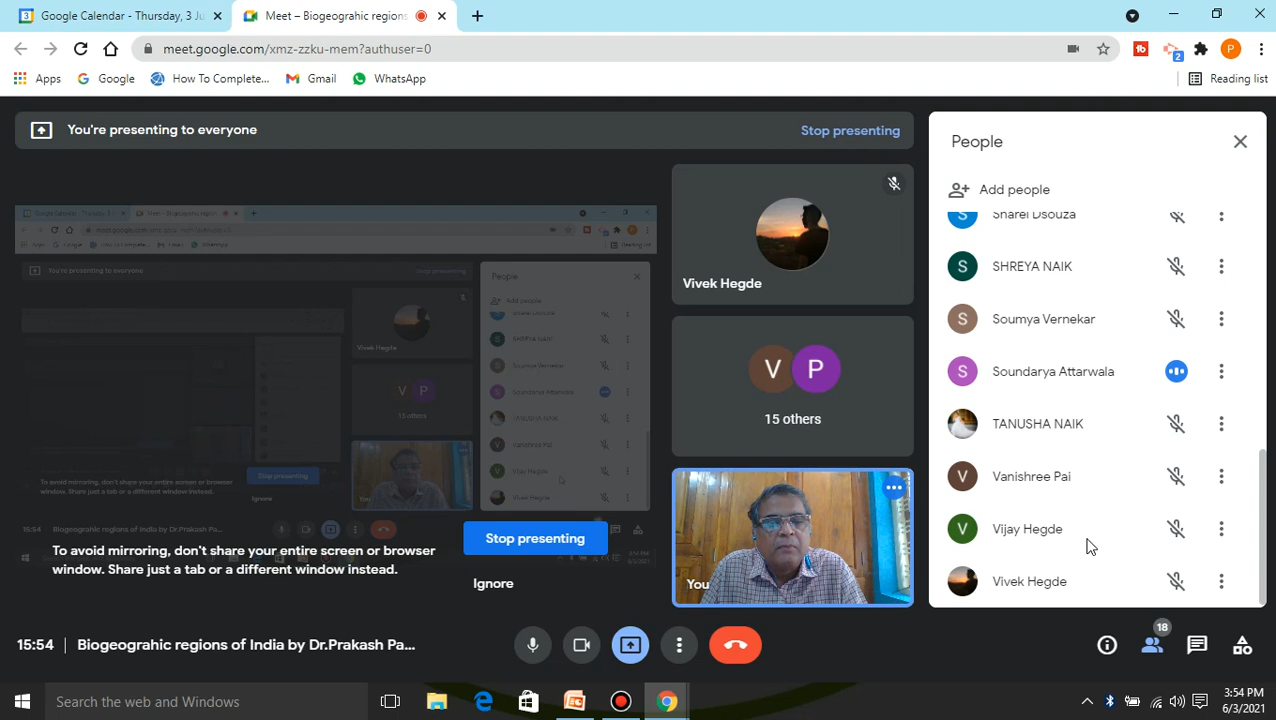 Google Calendar - Thursday, 3 Ju
Meet – Biogeograhic regions
meet.google.com/xmz-zzku-mem?authuser=0
Apps
Google
How To Complete...
Gmail
WhatsApp
Reading list
You're presenting to everyone
Stop presenting
People
Add people
Sharel Dsouza
SHREYA NAIK
Soumya Vernekar
Soundarya Attarwala
TANUSHA NAIK
Vanishree Pai
Vijay Hegde
Vivek Hegde
Vivek Hegde
V P
15 others
You
To avoid mirroring, don't share your entire screen or browser
window. Share just a tab or a different window instead.
Stop presenting
Ignore
15:54
Biogeograhic regions of India by Dr.Prakash Pa...
18
Search the web and Windows
3:54 PM
6/3/2021